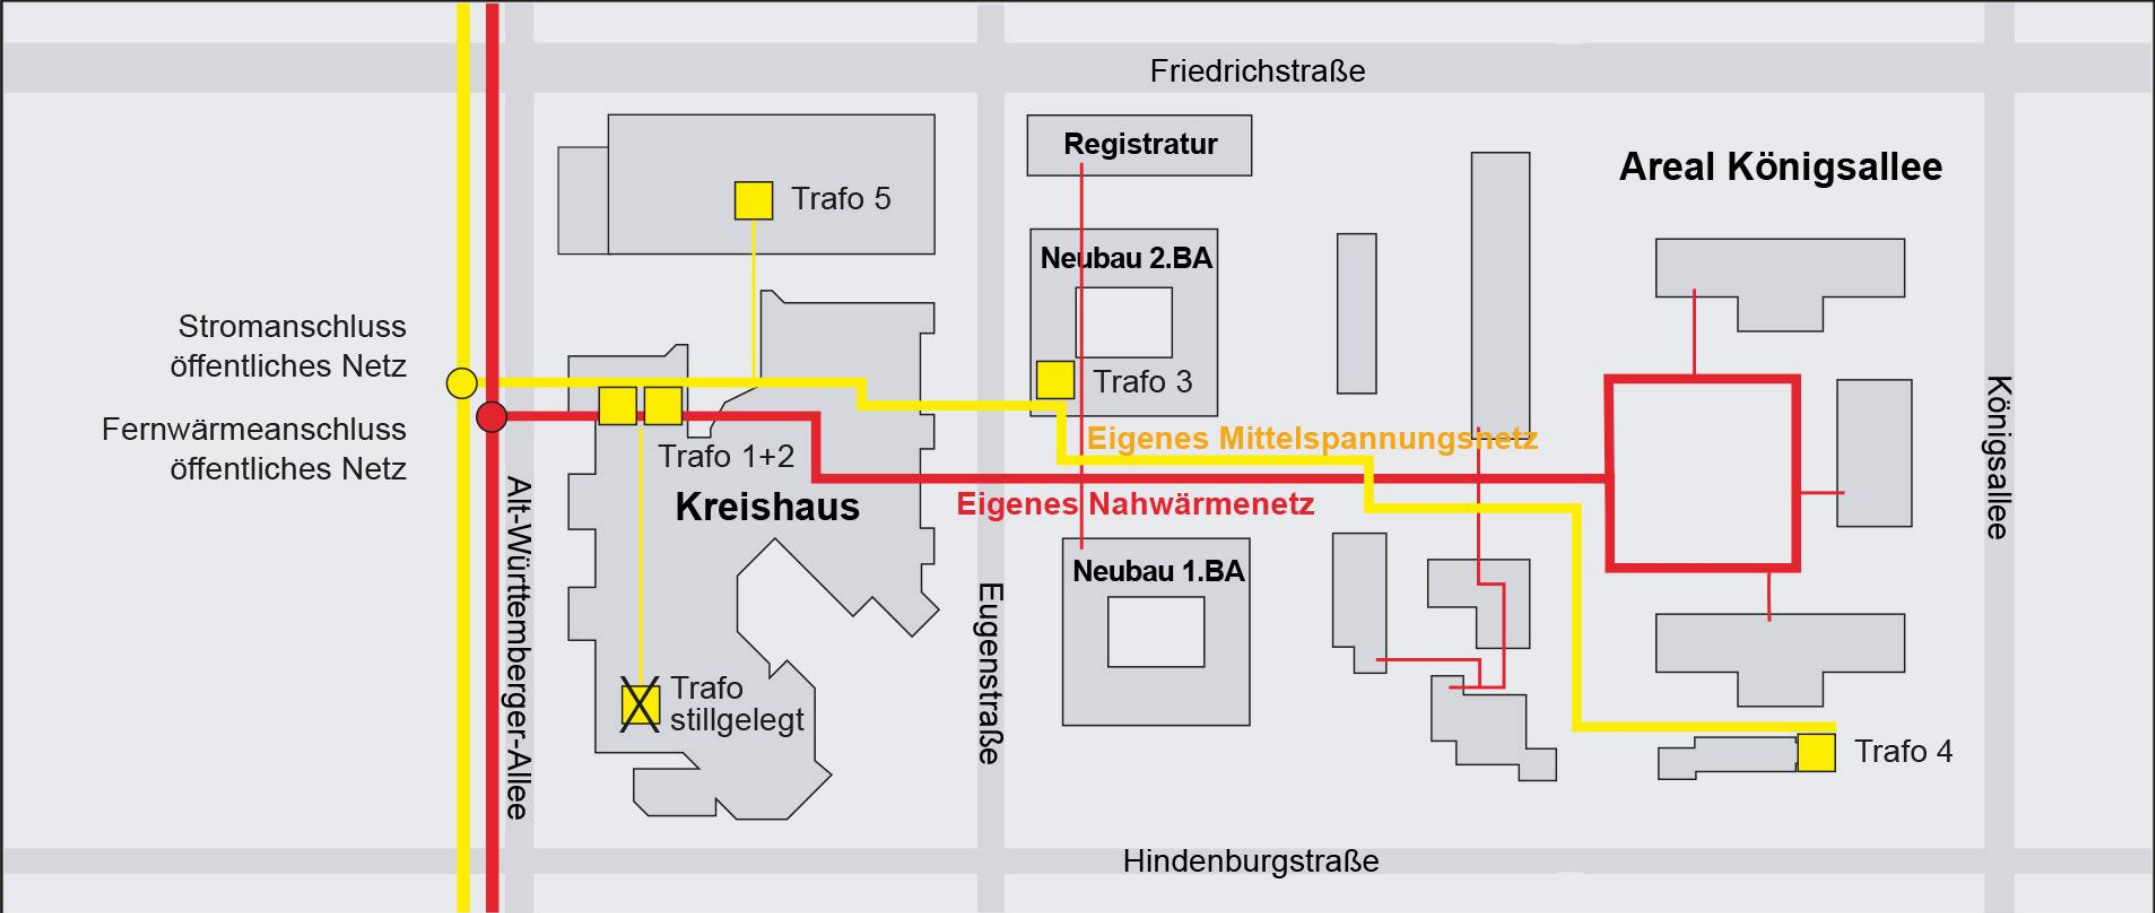 Friedrichstraße
Registratur
Areal Königsallee
Trafo 5
Neubau 2.BA
Stromanschluss
öffentliches Netz
Trafo 3
Fernwärmeanschluss
öffentliches Netz
Eigenes Mittelspannungsnetz
Trafo 1+2
Königsallee
Kreishaus
Eigenes Nahwärmenetz
Alt-Württemberger-Allee
Neubau 1.BA
Eugenstraße
Trafo
stillgelegt
Trafo 4
Hindenburgstraße